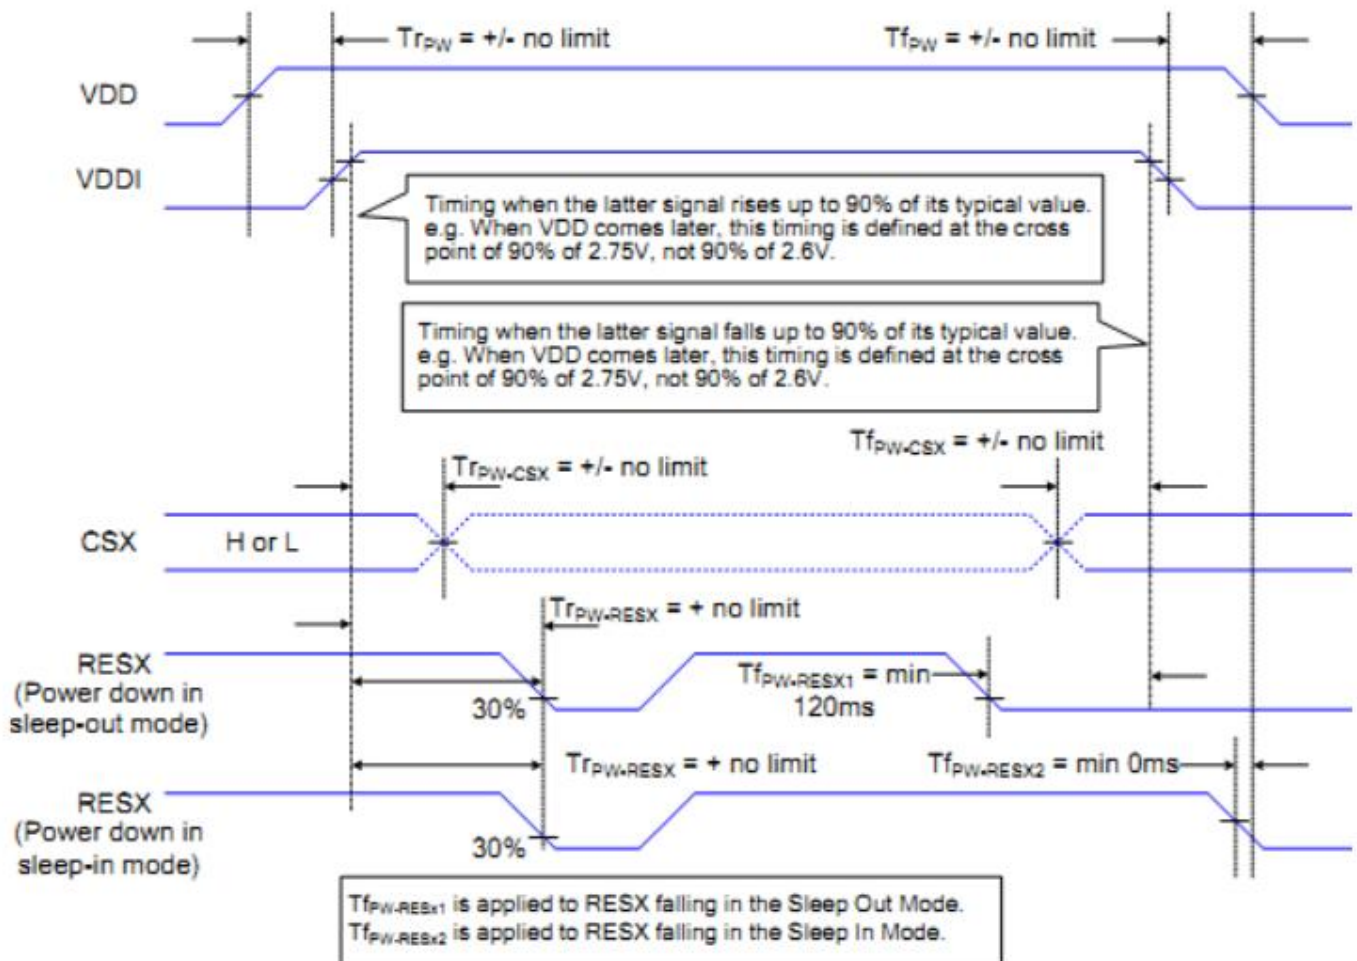 TrPW = +/- no limit
TfPW = +/- no limit
VDD
VDDI
Timing when the latter signal rises up to 90% of its typical value.
e.g. When VDD comes later, this timing is defined at the cross
point of 90% of 2.75V, not 90% of 2.6V.
Timing when the latter signal falls up to 90% of its typical value.
e.g. When VDD comes later, this timing is defined at the cross
point of 90% of 2.75V, not 90% of 2.6V.
TfPW-CSX = +/- no limit
TrPW-CSX = +/- no limit
CSX
H or L
TrPW-RESX = + no limit
RESX
(Power down in
sleep-out mode)
30%
TfPW-RESX1 = min
120ms
TrPW-RESX = + no limit
TfPW-RESX2 = min 0ms
RESX
(Power down in
sleep-in mode)
30%
TfPW-RESx1 is applied to RESX falling in the Sleep Out Mode.
TfPW-RESx2 is applied to RESX falling in the Sleep In Mode.